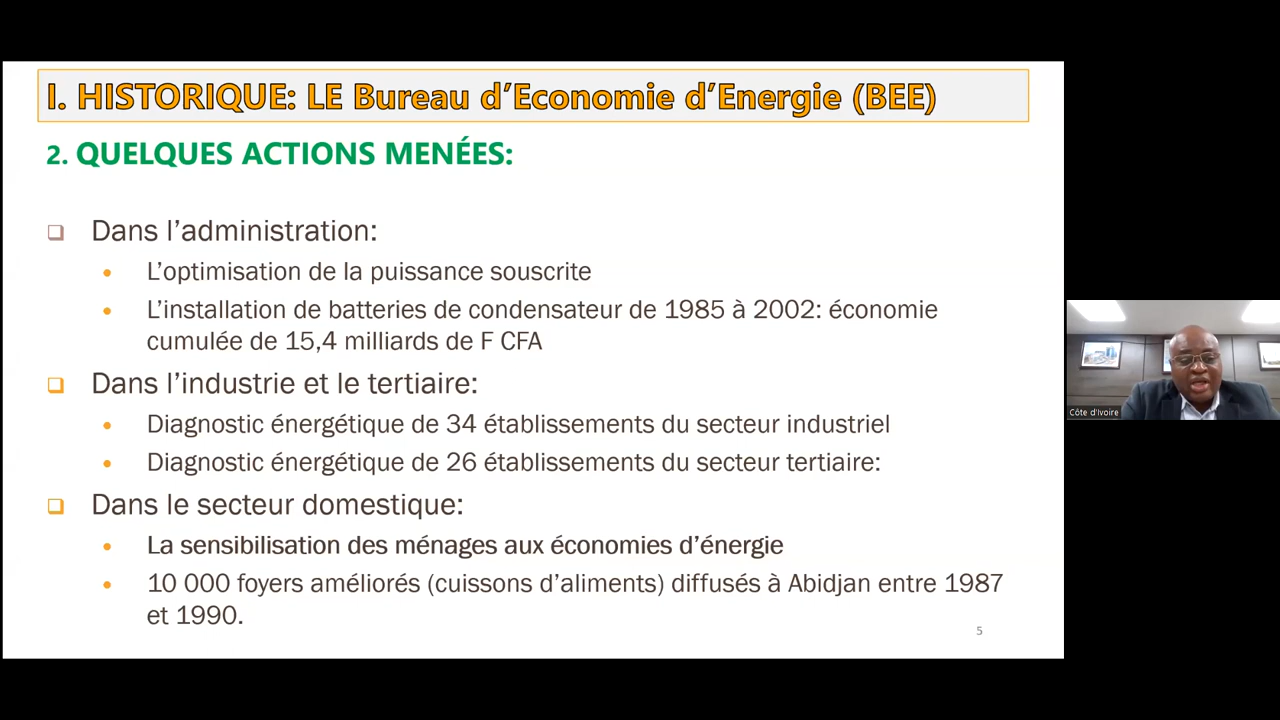 I. HISTORIQUE: LE Bureau d’Economie d’Energie (BEE)
2. QUELQUES ACTIONS MENÉES:
Dans l’administration:
L’optimisation de la puissance souscrite
L’installation de batteries de condensateur de 1985 à 2002: économie
cumulée de 15,4 milliards de F CFA
Dans l’industrie et le tertiaire:
Diagnostic énergétique de 34 établissements du secteur industriel
Diagnostic énergétique de 26 établissements du secteur tertiaire:
Dans le secteur domestique:
La sensibilisation des ménages aux économies d’énergie
10 000 foyers améliorés (cuissons d’aliments) diffusés à Abidjan entre 1987
et 1990.
5
Côte d'Ivoire